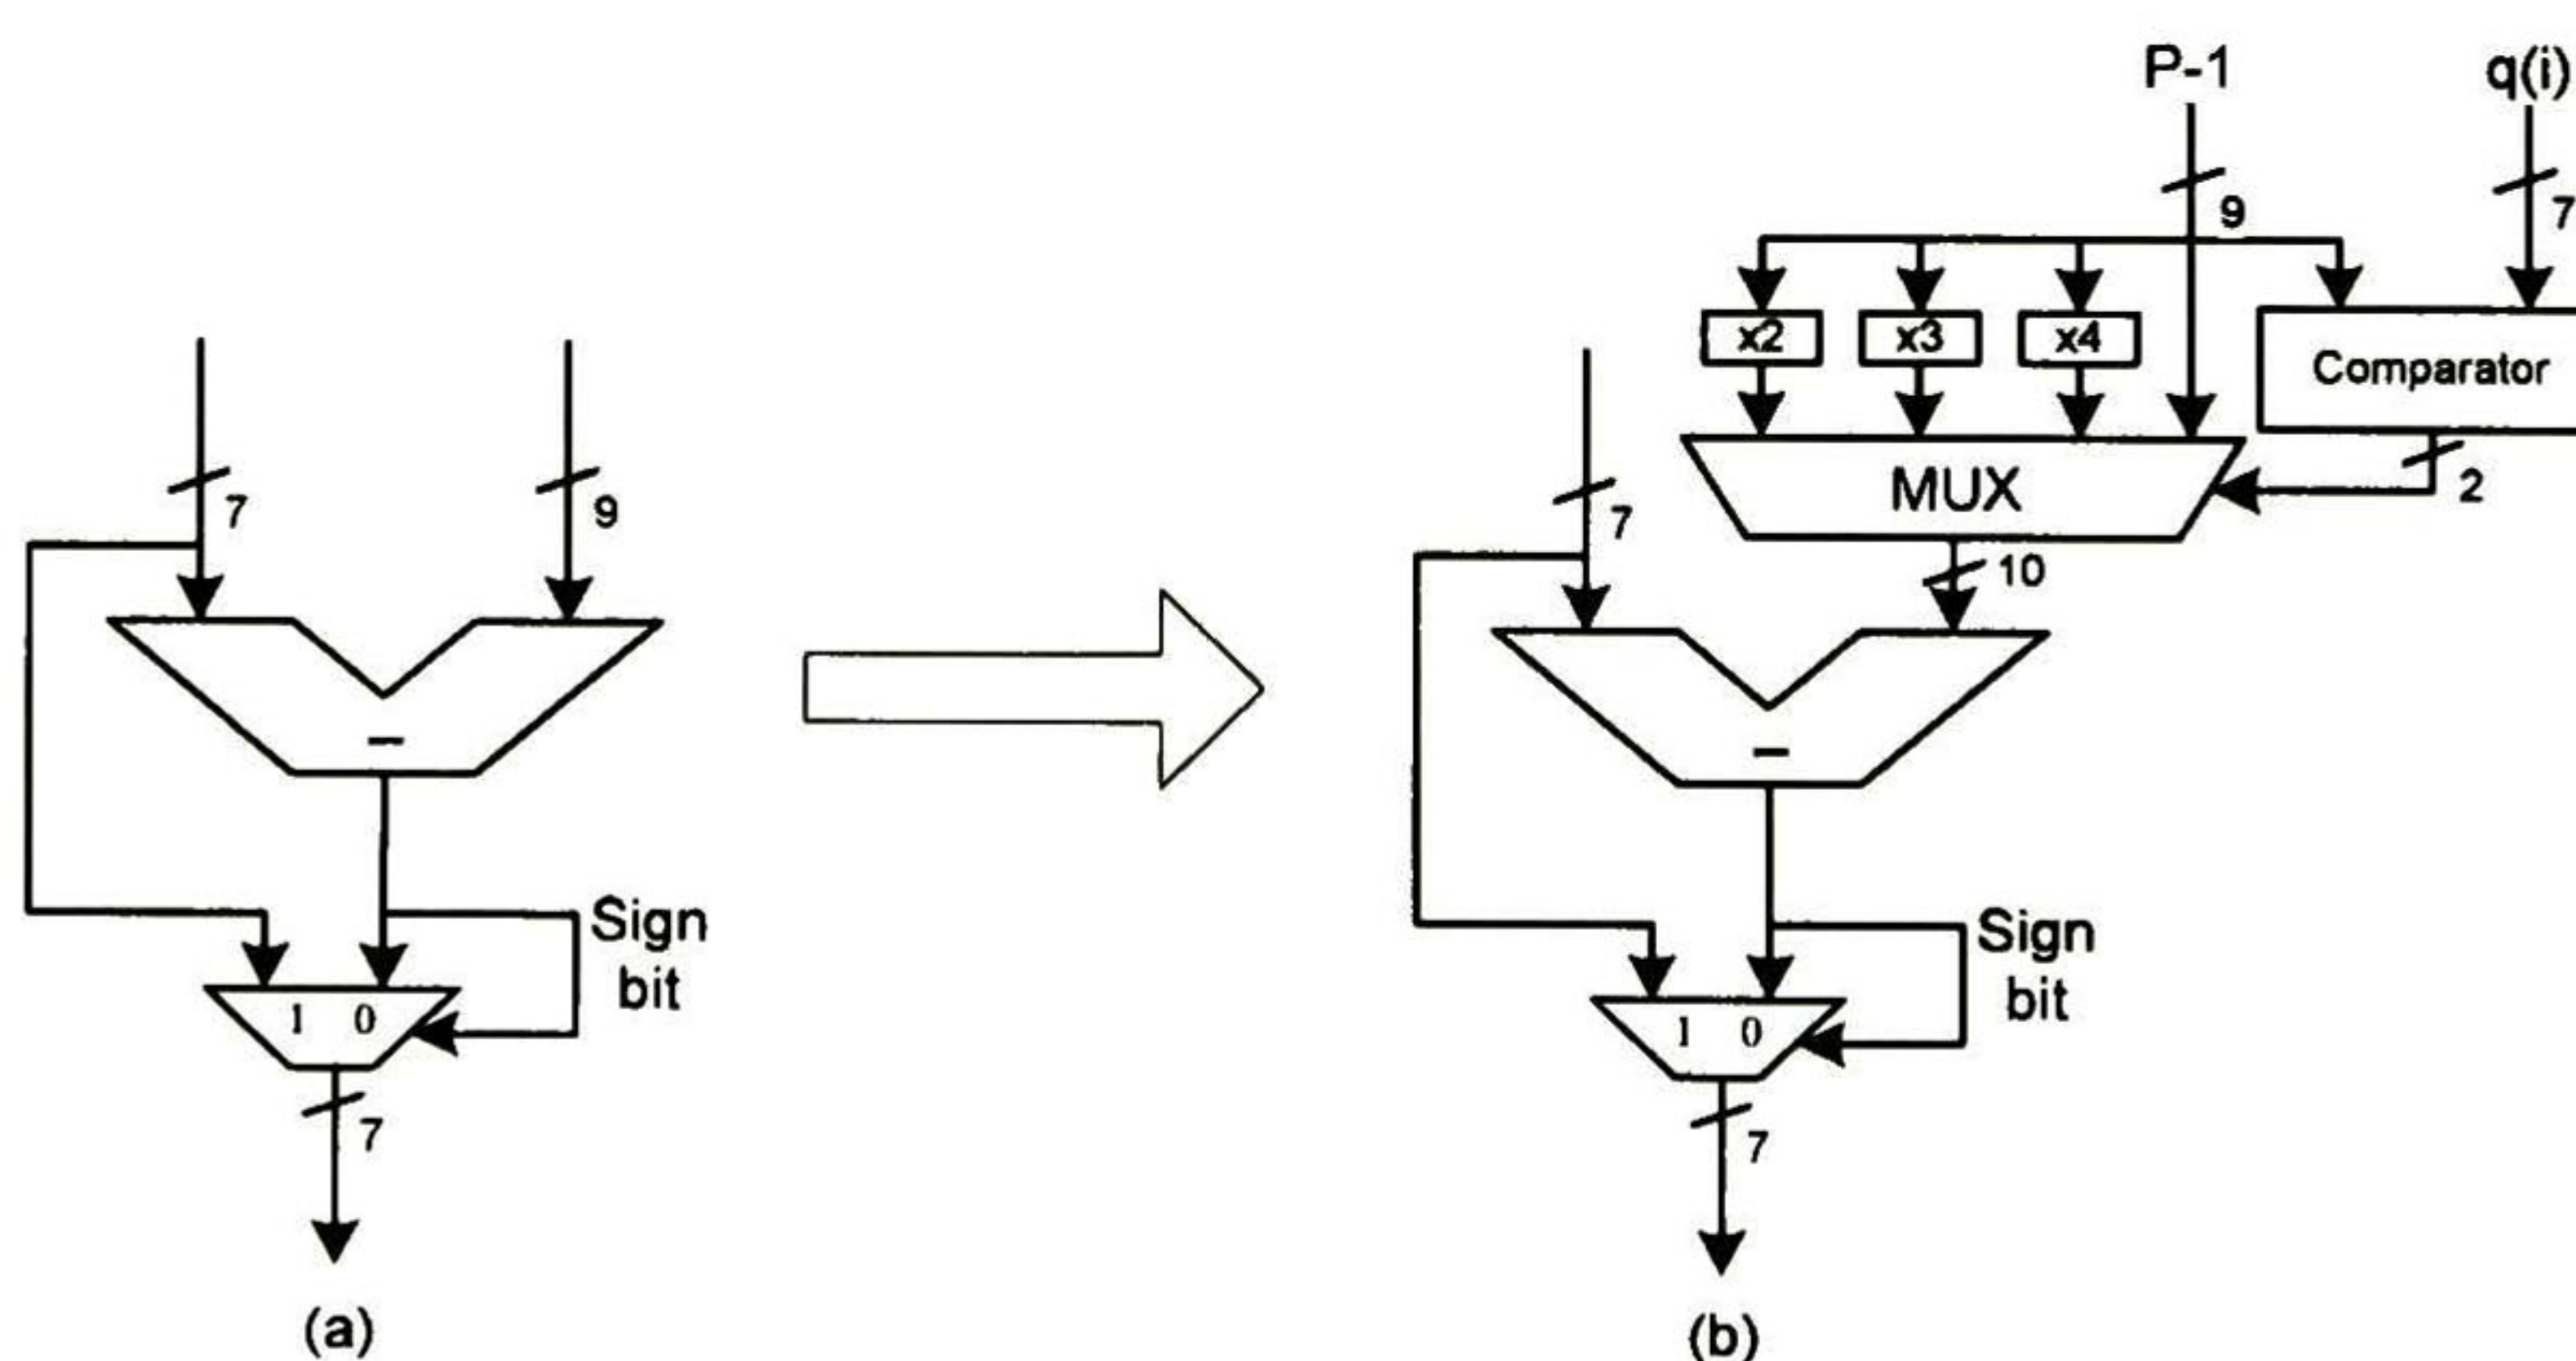 P-1
q(i)
9
7
x2
x3
x4
Comparator
7
9
7
MUX
2
10
−
−
Sign
bit
1 0
Sign
bit
1 0
7
7
(a)
(b)